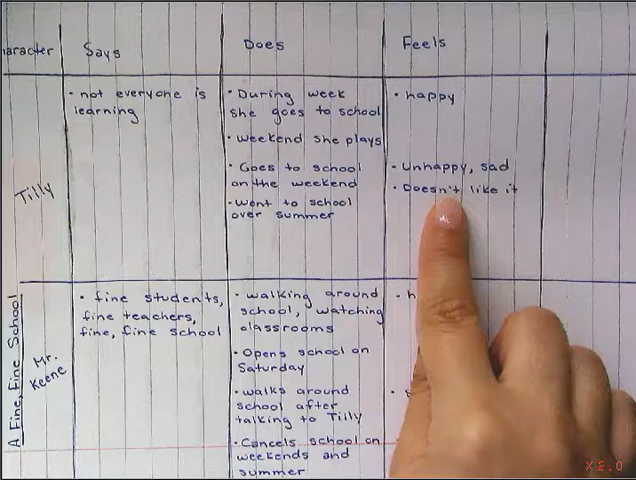 aracter
Says
Does
Feels
Tilly
• not everyone is
learning
• During week
she goes to school
• Weekend she plays
• Goes to school
on the weekend
• Went to school
over summer
• happy
• Unhappy, sad
• Doesn't like it
A Fine, Fine School
Mr.
Keene
• fine students,
fine teachers,
fine, fine school
• walking around
school, watching
classrooms
• Opens school on
Saturday
• walks around
school after
talking to Tilly
• Cancels school on
weekends and
summer
• h